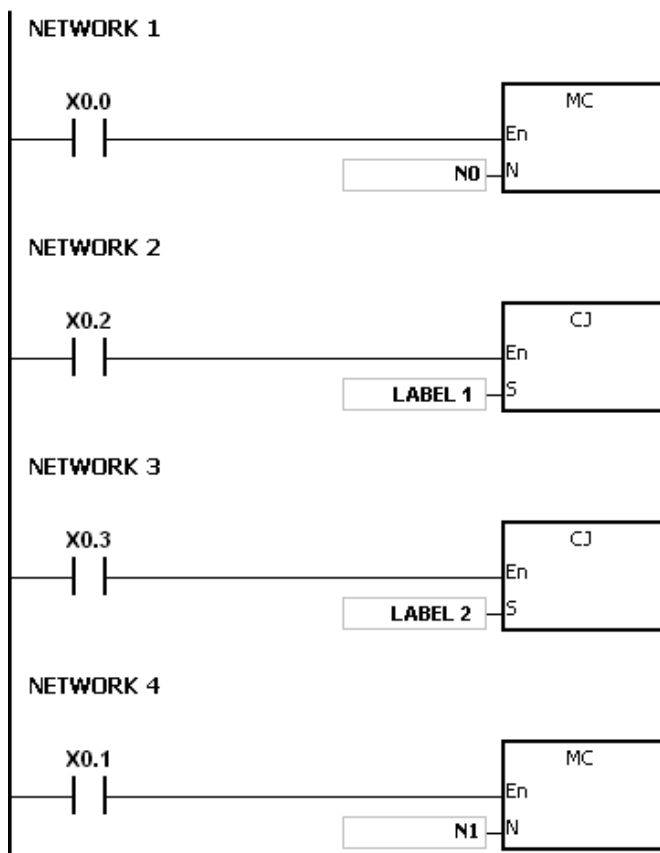 NETWORK 1
X0.0
MC
En
N0 N
NETWORK 2
X0.2
CJ
En
LABEL 1 S
NETWORK 3
X0.3
CJ
En
LABEL 2 S
NETWORK 4
X0.1
MC
En
N1 N